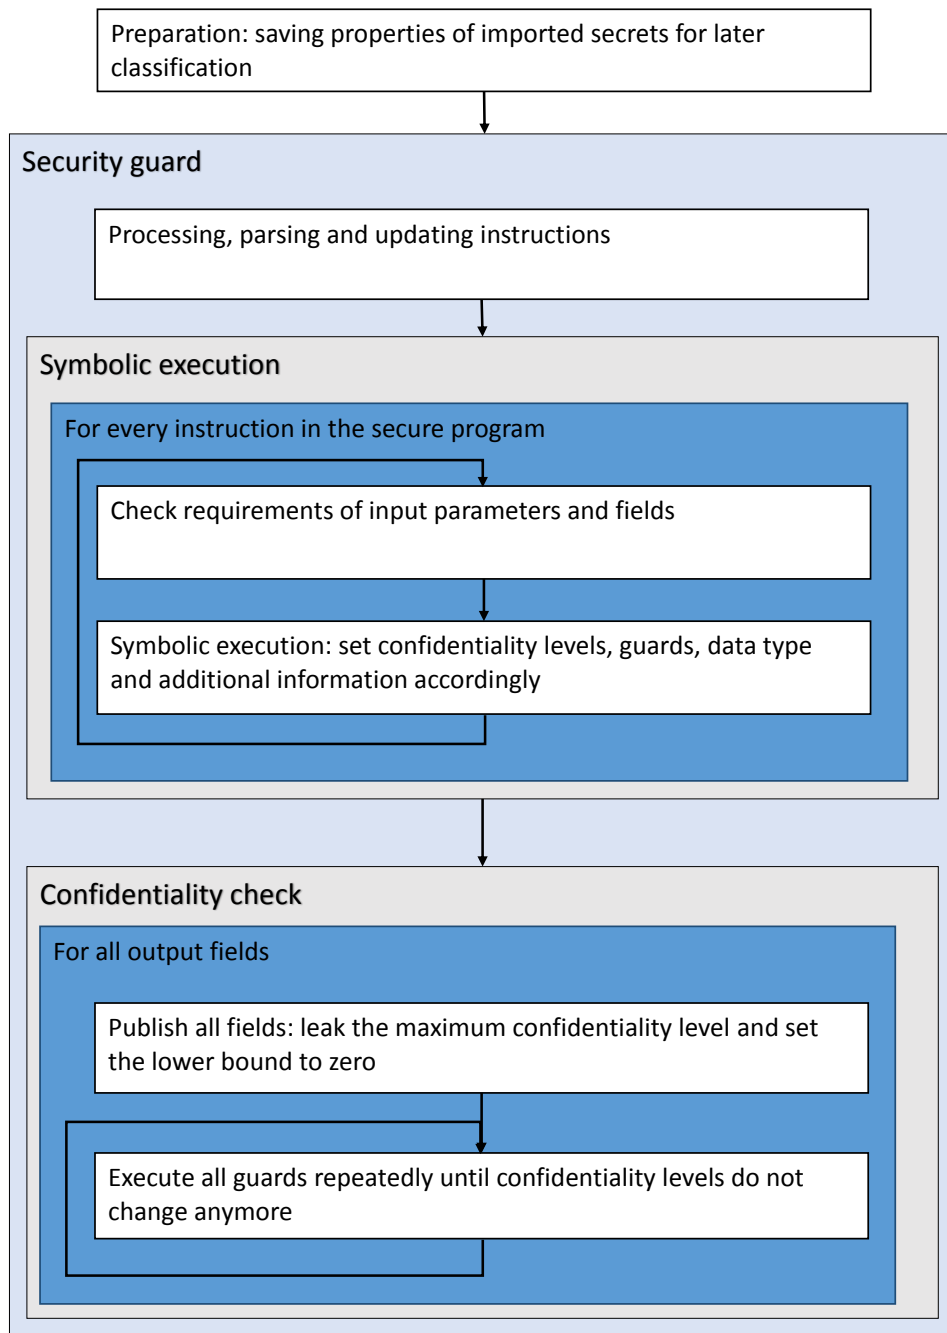 Preparation: saving properties of imported secrets for later
classification
Security guard
Processing, parsing and updating instructions
Symbolic execution
For every instruction in the secure program
Check requirements of input parameters and fields
Symbolic execution: set confidentiality levels, guards, data type
and additional information accordingly
Confidentiality check
For all output fields
Publish all fields: leak the maximum confidentiality level and set
the lower bound to zero
Execute all guards repeatedly until confidentiality levels do not
change anymore